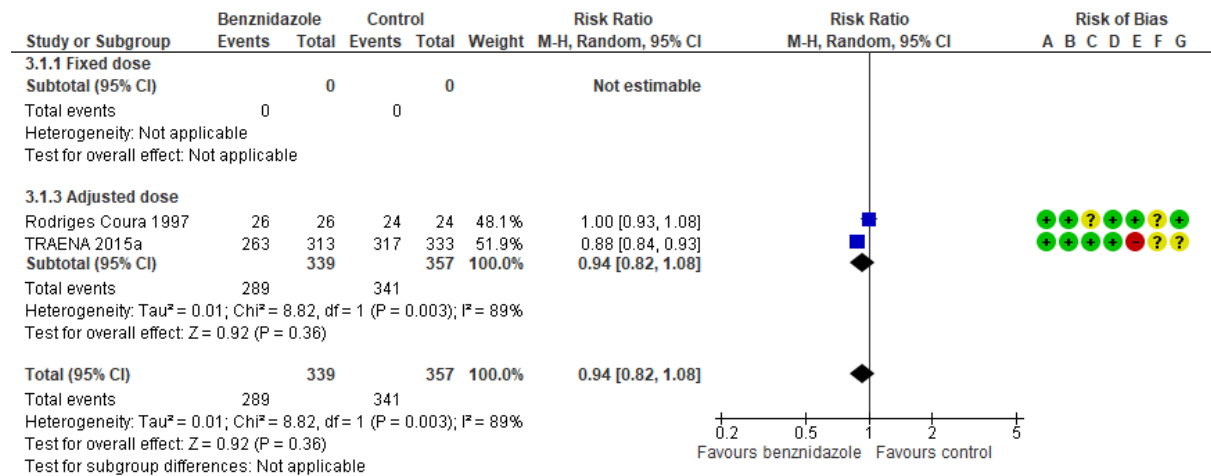 Benznidazole Control Risk Ratio Risk Ratio Risk of Bias
Study or Subgroup Events Total Events Total Weight M-H, Random, 95% CI M-H, Random, 95% CI A B C D E F G
3.1.1 Fixed dose
Subtotal (95% CI) 0 0 Not estimable
Total events 0 0
Heterogeneity: Not applicable
Test for overall effect: Not applicable
3.1.3 Adjusted dose
Rodriges Coura 1997 26 26 24 24 48.1% 1.00 [0.93, 1.08] + + ? + + ? +
TRAENA 2015a 263 313 317 333 51.9% 0.88 [0.84, 0.93] + + + + - ? ?
Subtotal (95% CI) 339 357 100.0% 0.94 [0.82, 1.08]
Total events 289 341
Heterogeneity: Tau² = 0.01; Chi² = 8.82, df = 1 (P = 0.003); I² = 89%
Test for overall effect: Z = 0.92 (P = 0.36)
Total (95% CI) 339 357 100.0% 0.94 [0.82, 1.08]
Total events 289 341
Heterogeneity: Tau² = 0.01; Chi² = 8.82, df = 1 (P = 0.003); I² = 89%
Test for overall effect: Z = 0.92 (P = 0.36)
Test for subgroup differences: Not applicable
0.2 0.5 1 2 5
Favours benznidazole Favours control